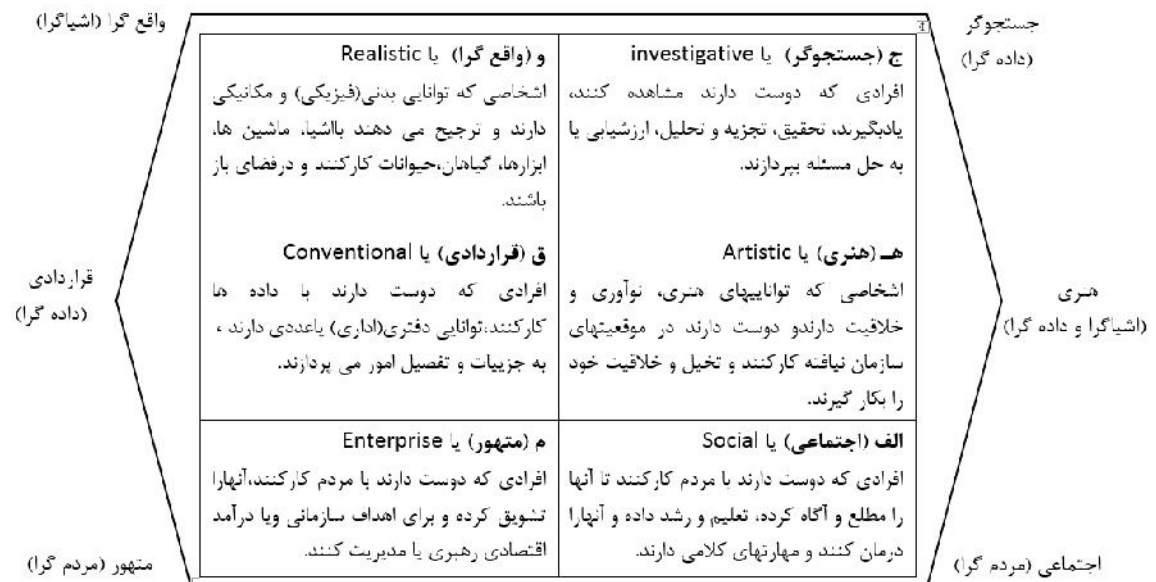 جستجوگر
(داده گرا)
واقع گرا (اشیاگرا)
ج (جستجوگر) یا investigative
افرادی که دوست دارند مشاهده کنند،
یادبگیرند، تحقیق، تجزیه و تحلیل، ارزشیابی یا
به حل مسئله بپردازند.
و (واقع گرا) یا Realistic
اشخاصی که توانایی بدنی(فیزیکی) و مکانیکی
دارند و ترجیح می دهند بااشیا، ماشین ها،
ابزارها، گیاهان،حیوانات کارکنند و درفضای باز
باشند.
هنری
(اشیاگرا و داده گرا)
هـ (هنری) یا Artistic
اشخاصی که تواناییهای هنری، نوآوری و
خلاقیت دارندو دوست دارند در موقعیتهای
سازمان نیافته کارکنند و تخیل و خلاقیت خود
را بکار گیرند.
ق (قراردادی) یا Conventional
افرادی که دوست دارند با داده ها
کارکنند،توانایی دفتری(اداری) یاعددی دارند ،
به جزییات و تفصیل امور می پردازند.
قراردادی
(داده گرا)
الف (اجتماعی) یا Social
افرادی که دوست دارند با مردم کارکنند تا آنها
را مطلع و آگاه کرده، تعلیم و رشد داده و آنهارا
درمان کنند و مهارتهای کلامی دارند.
م (متهور) یا Enterprise
افرادی که دوست دارند با مردم کارکنند،آنهارا
تشویق کرده و برای اهداف سازمانی ویا درآمد
اقتصادی رهبری یا مدیریت کنند.
اجتماعی (مردم گرا)
متهور (مردم گرا)